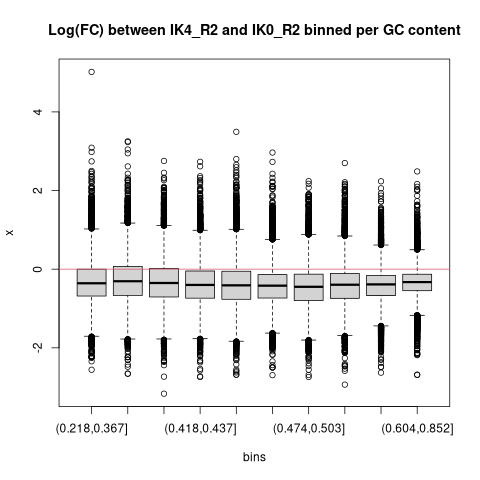 Log(FC) between IK4_R2 and IK0_R2 binned per GC content
4
2
0
-2
x
(0.218,0.367]
(0.418,0.437]
(0.474,0.503]
(0.604,0.852]
bins